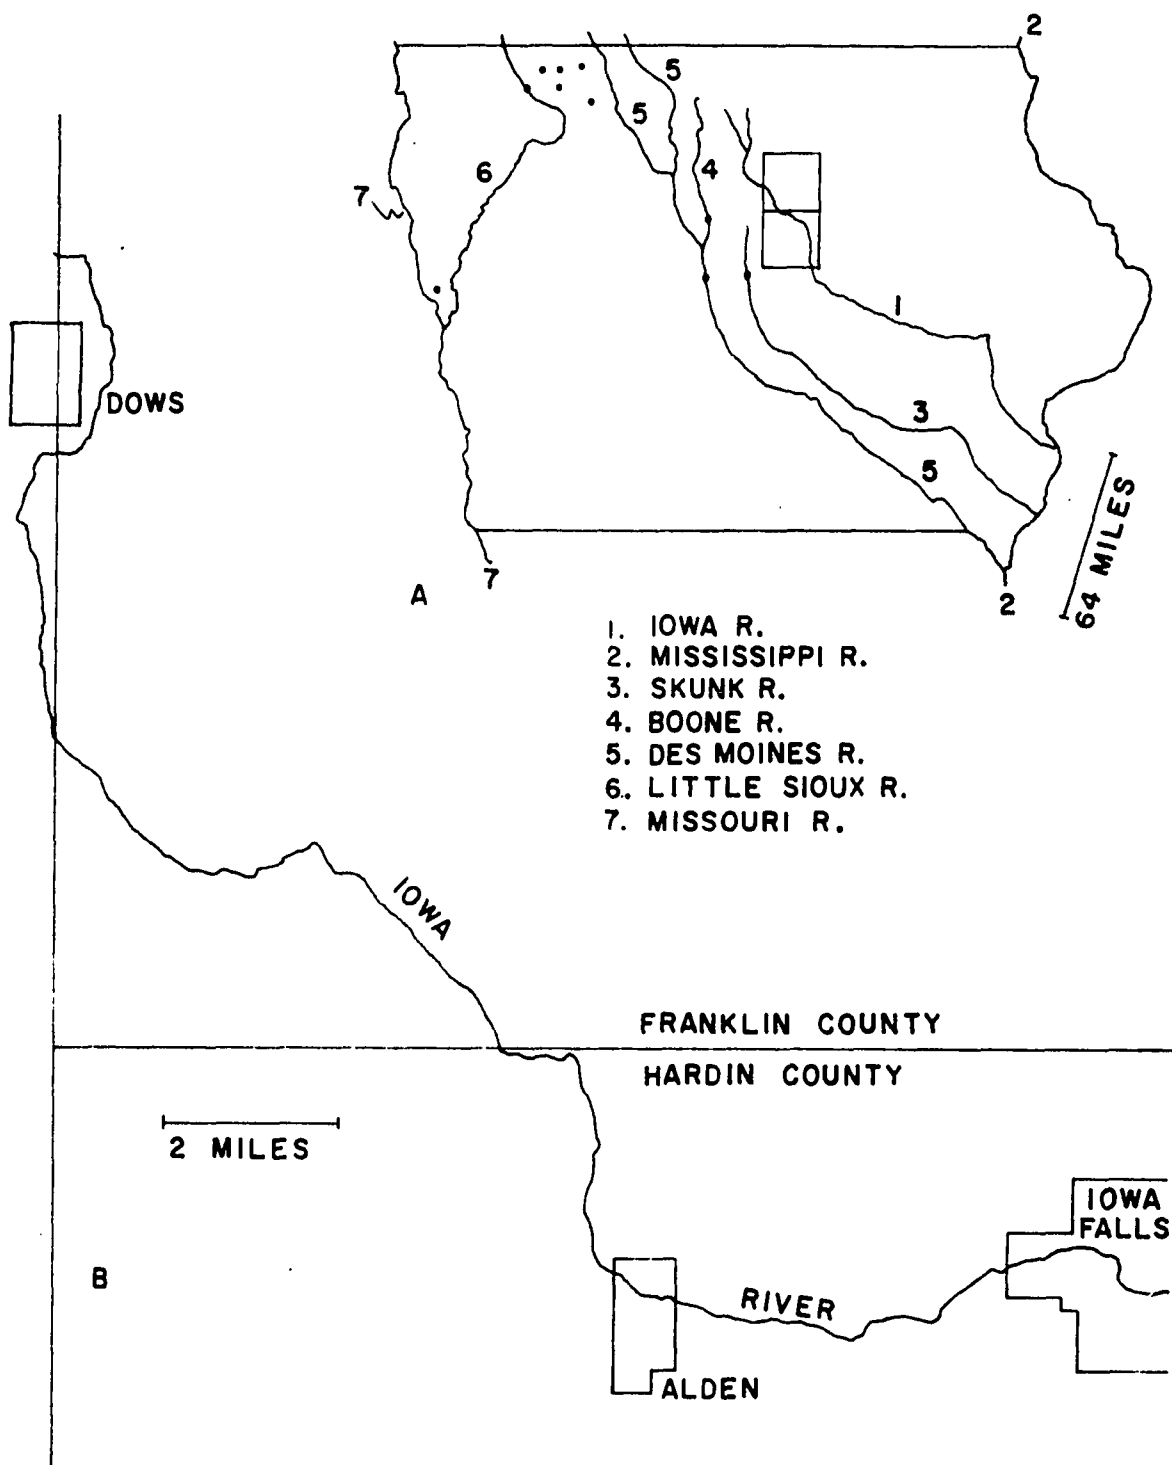 2
5
5
4
6
7
1
3
5
7
2
64 MILES
A
1. IOWA R.
2. MISSISSIPPI R.
3. SKUNK R.
4. BOONE R.
5. DES MOINES R.
6. LITTLE SIOUX R.
7. MISSOURI R.
DOWS
IOWA
FRANKLIN COUNTY
HARDIN COUNTY
2 MILES
IOWA
FALLS
B
RIVER
ALDEN